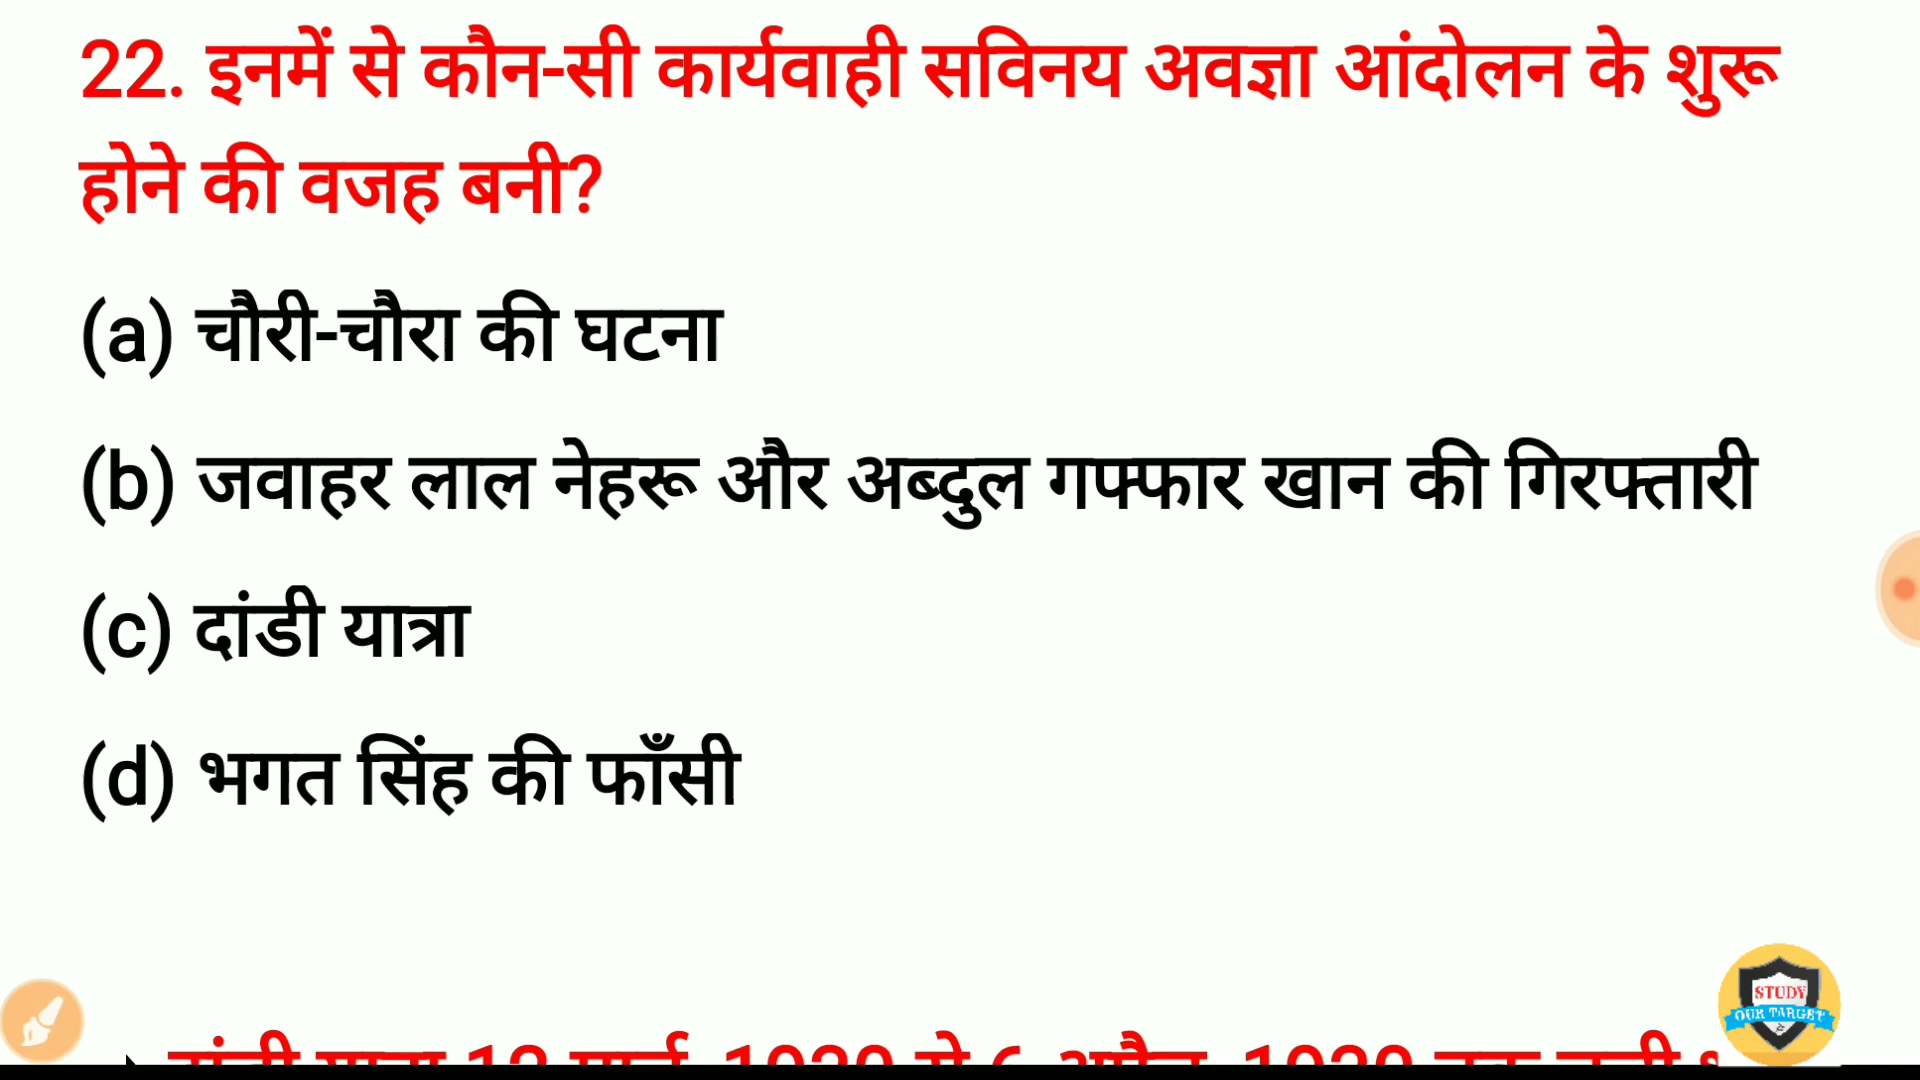 22. इनमें से कौन-सी कार्यवाही सविनय अवज्ञा आंदोलन के शुरू
होने की वजह बनी?
(a) चौरी-चौरा की घटना
(b) जवाहर लाल नेहरू और अब्दुल गफ्फार खान की गिरफ्तारी
(c) दांडी यात्रा
(d) भगत सिंह की फाँसी
STUDY
OUR TARGET